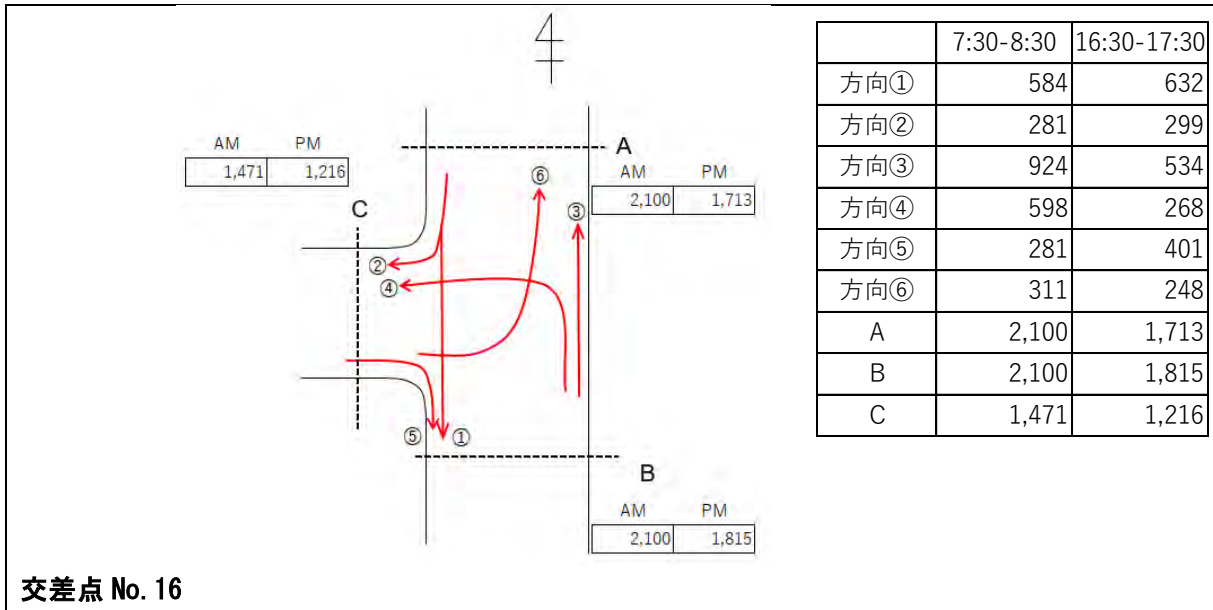 7:30-8:30 16:30-17:30
方向① 584 632
方向② 281 299
方向③ 924 534
方向④ 598 268
方向⑤ 281 401
方向⑥ 311 248
A 2,100 1,713
B 2,100 1,815
C 1,471 1,216
AM PM
1,471 1,216
A
AM PM
2,100 1,713
C
⑥
③
②
④
⑤ ①
B
AM PM
2,100 1,815
交差点 No. 16